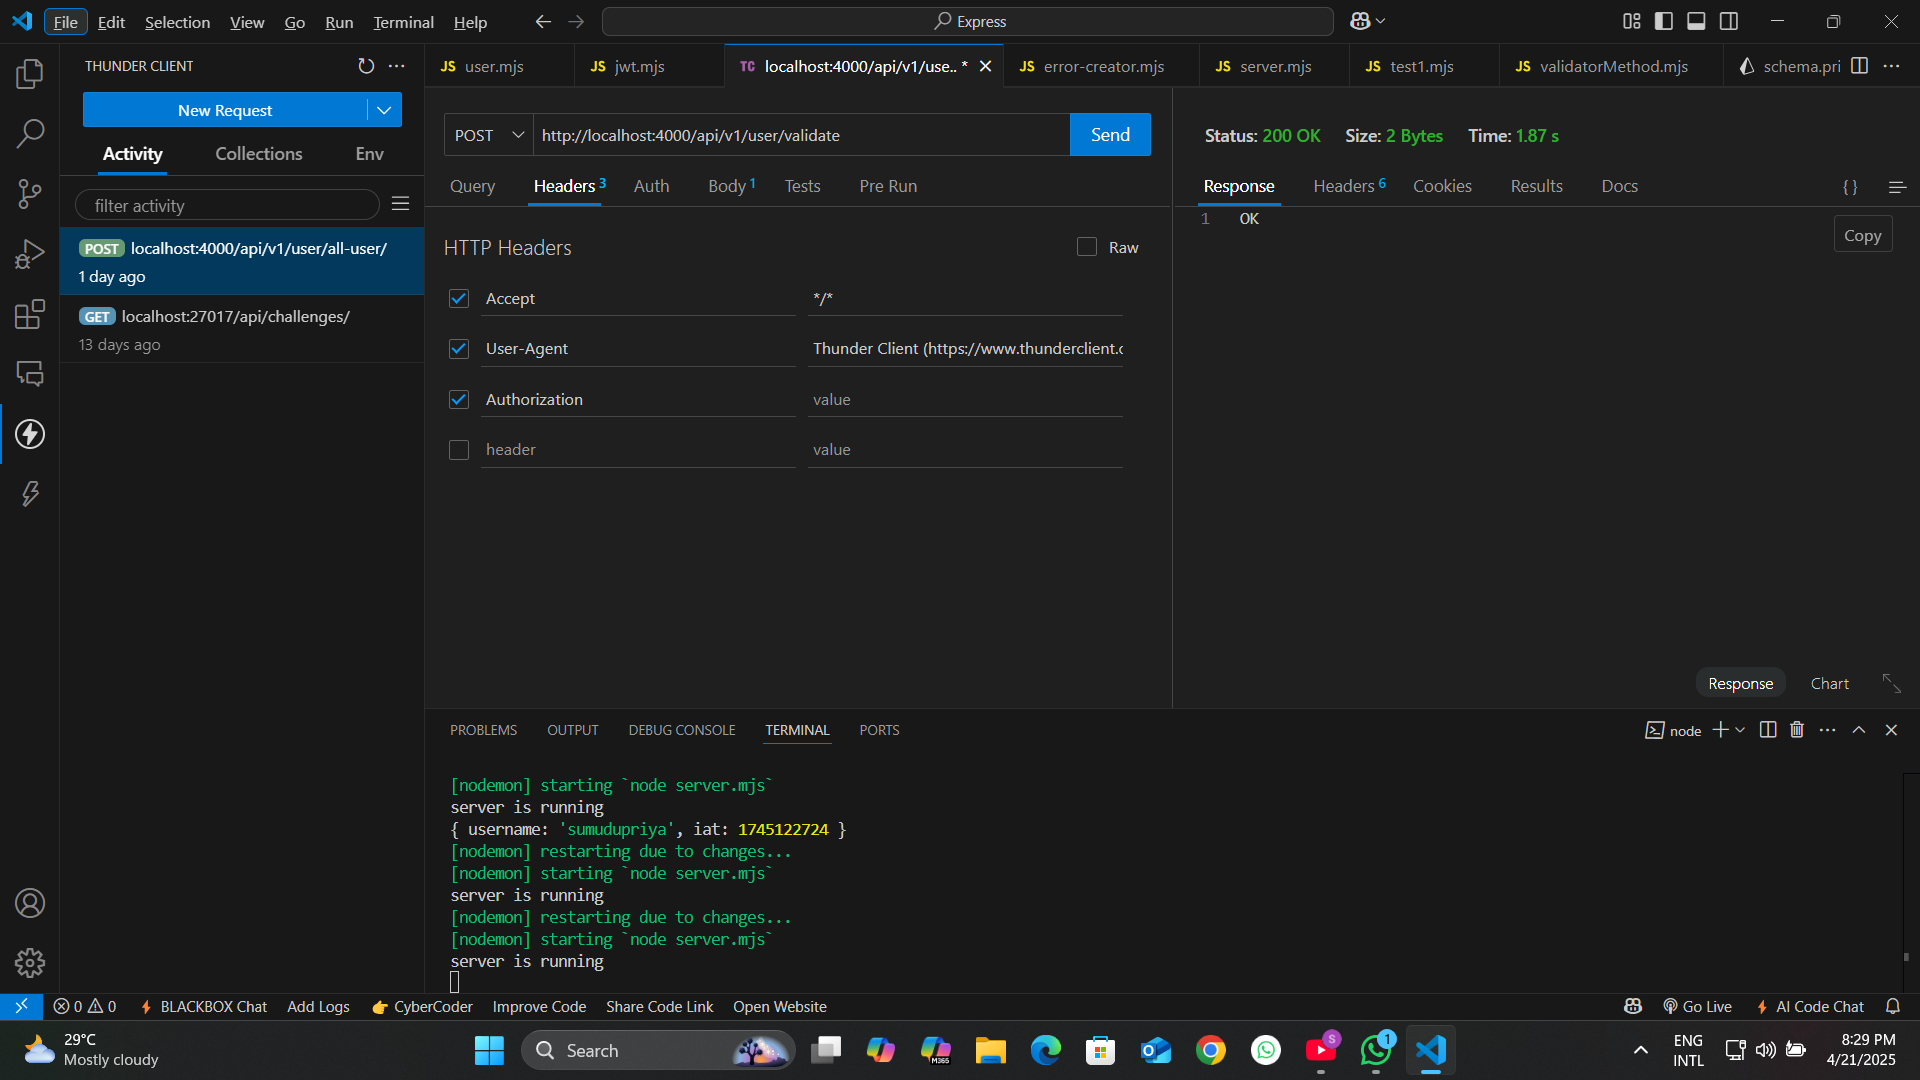 File Edit Selection View Go Run Terminal Help
Express
THUNDER CLIENT
New Request
Activity Collections Env
filter activity
POST localhost:4000/api/v1/user/all-user/
1 day ago
GET localhost:27017/api/challenges/
13 days ago
JS user.mjs JS jwt.mjs TC localhost:4000/api/v1/use.. * JS error-creator.mjs JS server.mjs JS test1.mjs JS validatorMethod.mjs schema.pri
POST http://localhost:4000/api/v1/user/validate Send
Query Headers 3 Auth Body 1 Tests Pre Run
HTTP Headers Raw
Accept */*
User-Agent Thunder Client (https://www.thunderclient.c
Authorization value
header value
Status: 200 OK Size: 2 Bytes Time: 1.87 s
Response Headers 6 Cookies Results Docs {}
1 OK
Copy
Response Chart
PROBLEMS OUTPUT DEBUG CONSOLE TERMINAL PORTS
node
[nodemon] starting `node server.mjs`
server is running
{ username: 'sumudupriya', iat: 1745122724 }
[nodemon] restarting due to changes...
[nodemon] starting `node server.mjs`
server is running
[nodemon] restarting due to changes...
[nodemon] starting `node server.mjs`
server is running
0 0 BLACKBOX Chat Add Logs CyberCoder Improve Code Share Code Link Open Website Go Live AI Code Chat
29°C
Mostly cloudy
Search
M365
S
1
ENG
INTL
8:29 PM
4/21/2025